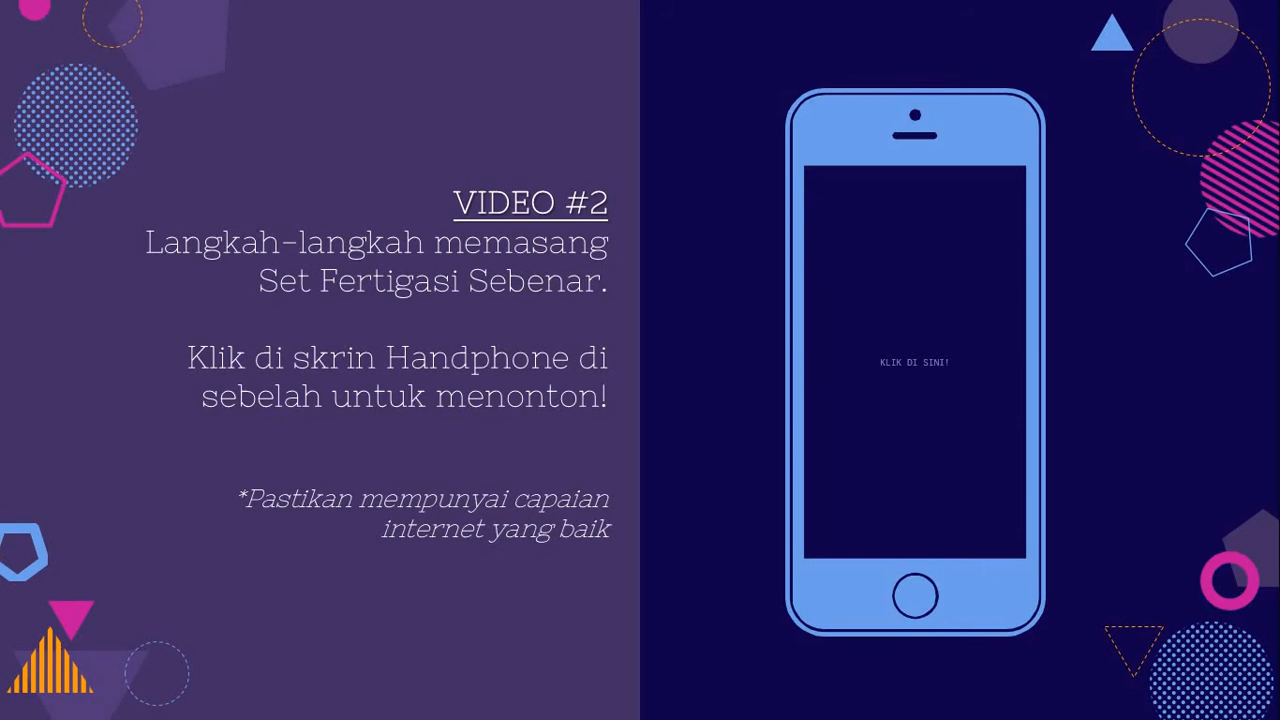 VIDEO #2
Langkah-langkah memasang
Set Fertigasi Sebenar.
Klik di skrin Handphone di
sebelah untuk menonton!
*Pastikan mempunyai capaian
internet yang baik
KLIK DI SINI!